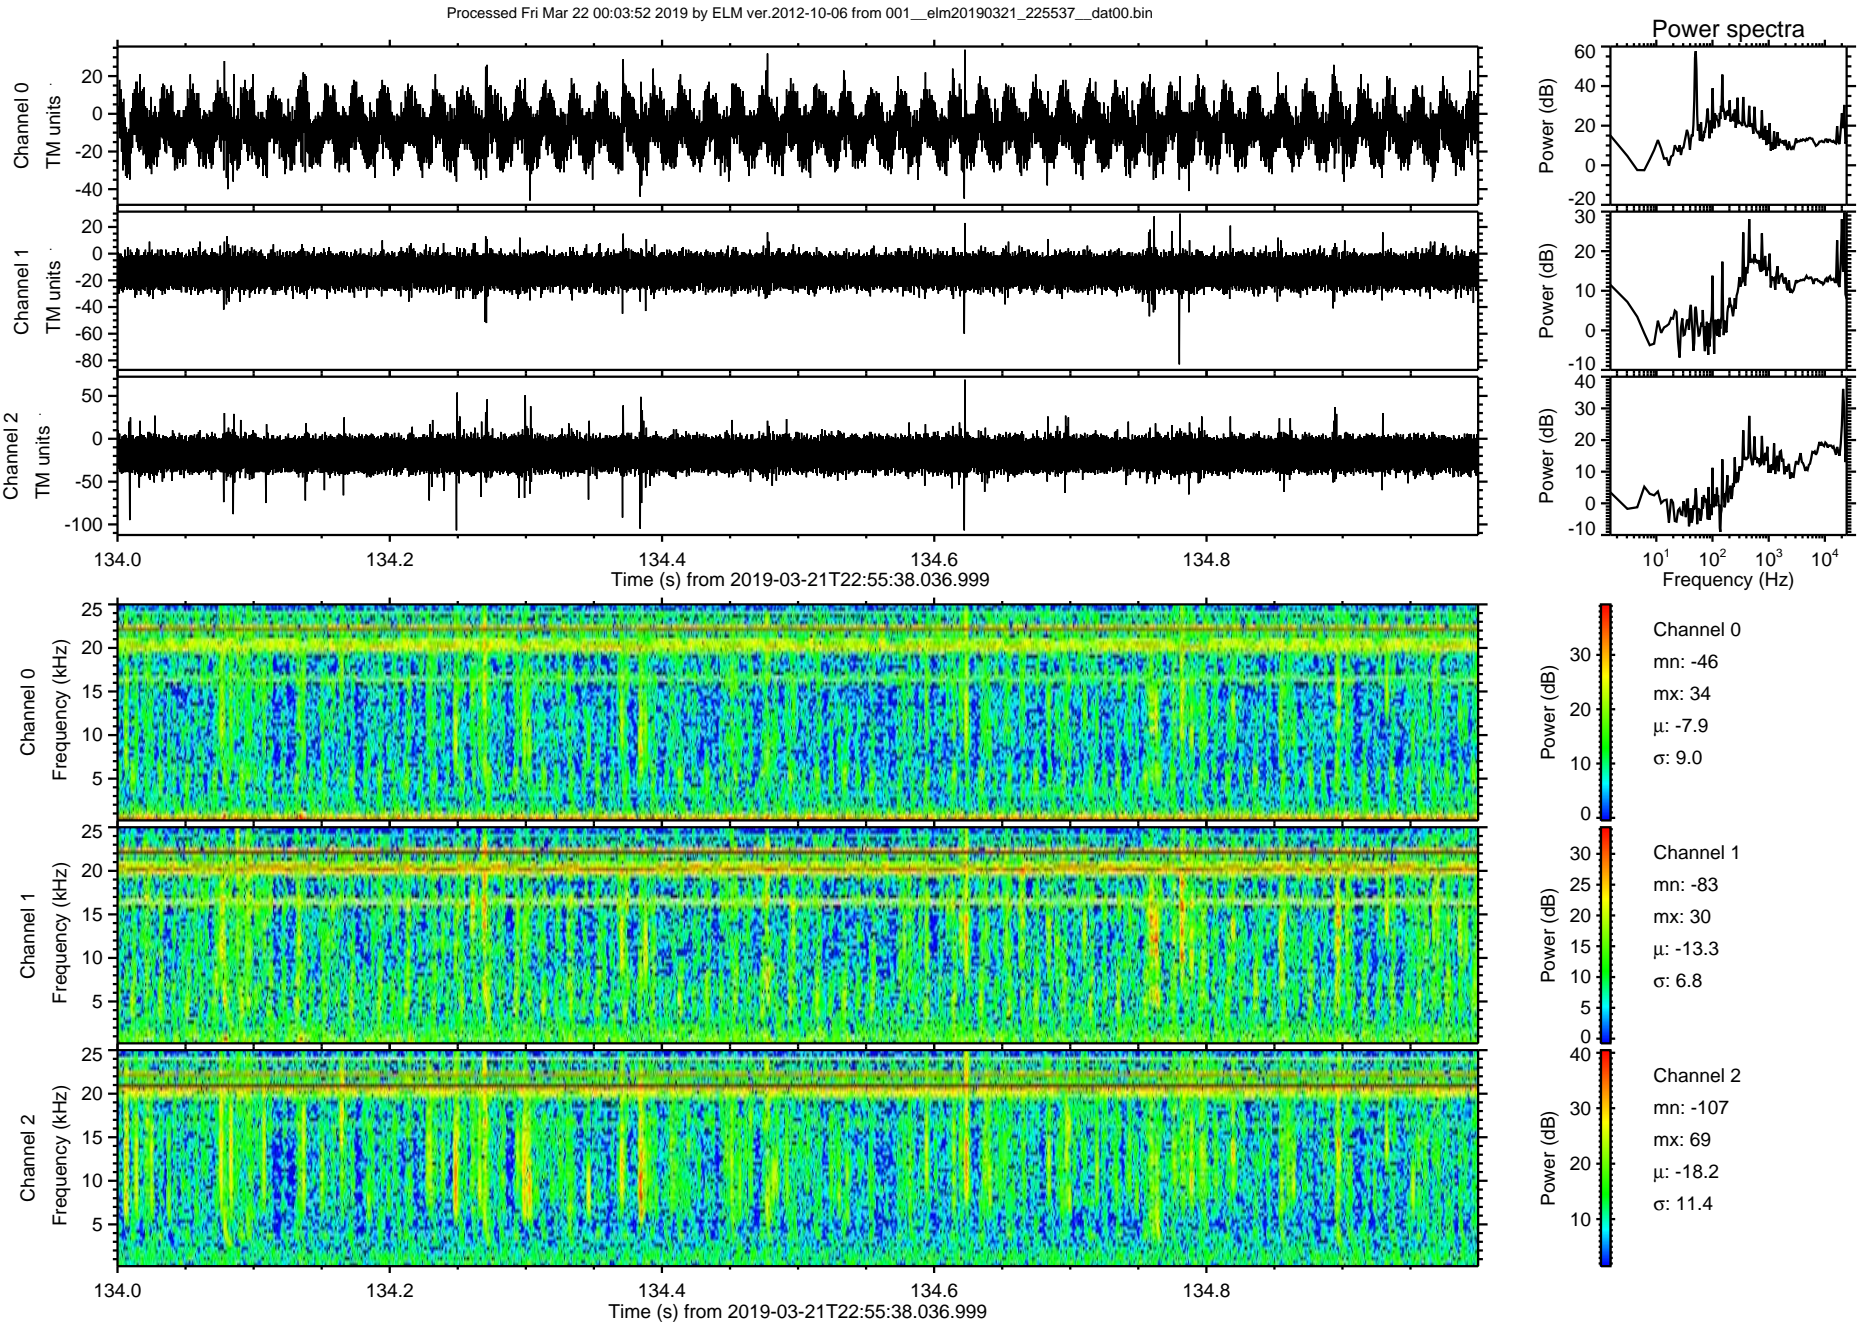 Processed Fri Mar 22 00:03:52 2019 by ELM ver.2012-10-06 from 001__elm20190321_225537__dat00.bin
Power spectra
Channel 0
TM units
20
0
-20
-40
Power (dB)
60
40
20
0
-20
Channel 1
TM units
20
0
-20
-40
-60
-80
Power (dB)
30
20
10
0
-10
Channel 2
TM units
50
0
-50
-100
Power (dB)
40
30
20
10
0
-10
134.0 134.2 134.4 134.6 134.8
Time (s) from 2019-03-21T22:55:38.036.999
10¹ 10² 10³ 10⁴
Frequency (Hz)
Channel 0
Frequency (kHz)
25
20
15
10
5
Power (dB)
30
20
10
0
Channel 0
mn: -46
mx: 34
μ: -7.9
σ: 9.0
Channel 1
Frequency (kHz)
25
20
15
10
5
Power (dB)
30
25
20
15
10
5
0
Channel 1
mn: -83
mx: 30
μ: -13.3
σ: 6.8
Channel 2
Frequency (kHz)
25
20
15
10
5
Power (dB)
40
30
20
10
Channel 2
mn: -107
mx: 69
μ: -18.2
σ: 11.4
134.0 134.2 134.4 134.6 134.8
Time (s) from 2019-03-21T22:55:38.036.999